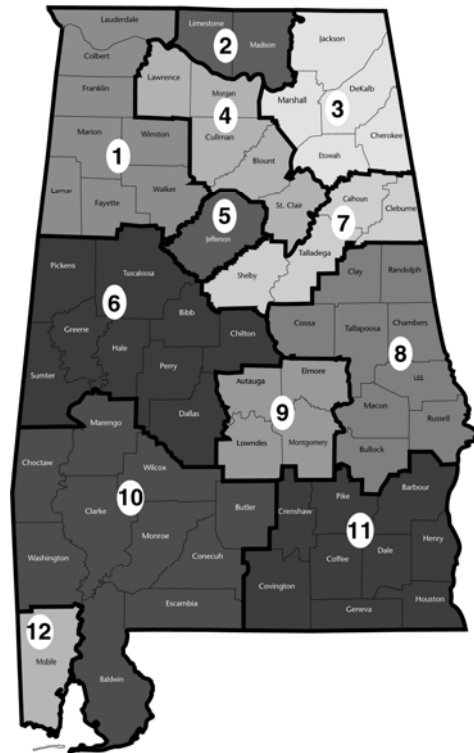 Lauderdale
Limestone
Madison
2
Jackson
Colbert
Lawrence
Franklin
Morgan
4
Marshall
DeKalb
3
Cherokee
Marion
Winston
1
Cullman
Blount
Etowah
Lamar
Fayette
Walker
5
Jefferson
St. Clair
Calhoun
7
Cleburne
Shelby
Talladega
Pickens
Tuscaloosa
6
Clay
Randolph
Greene
Bibb
Hale
Chilton
Coosa
Tallapoosa
Chambers
8
Sumter
Perry
LEE
Dallas
Autauga
Elmore
9
Macon
Russell
Marengo
Lowndes
Montgomery
Bullock
Choctaw
Wilcox
10
Clarke
Butler
Crenshaw
Pike
Barbour
11
Monroe
Conecuh
Coffee
Dale
Henry
Washington
Escambia
Covington
Geneva
Houston
12
Mobile
Baldwin